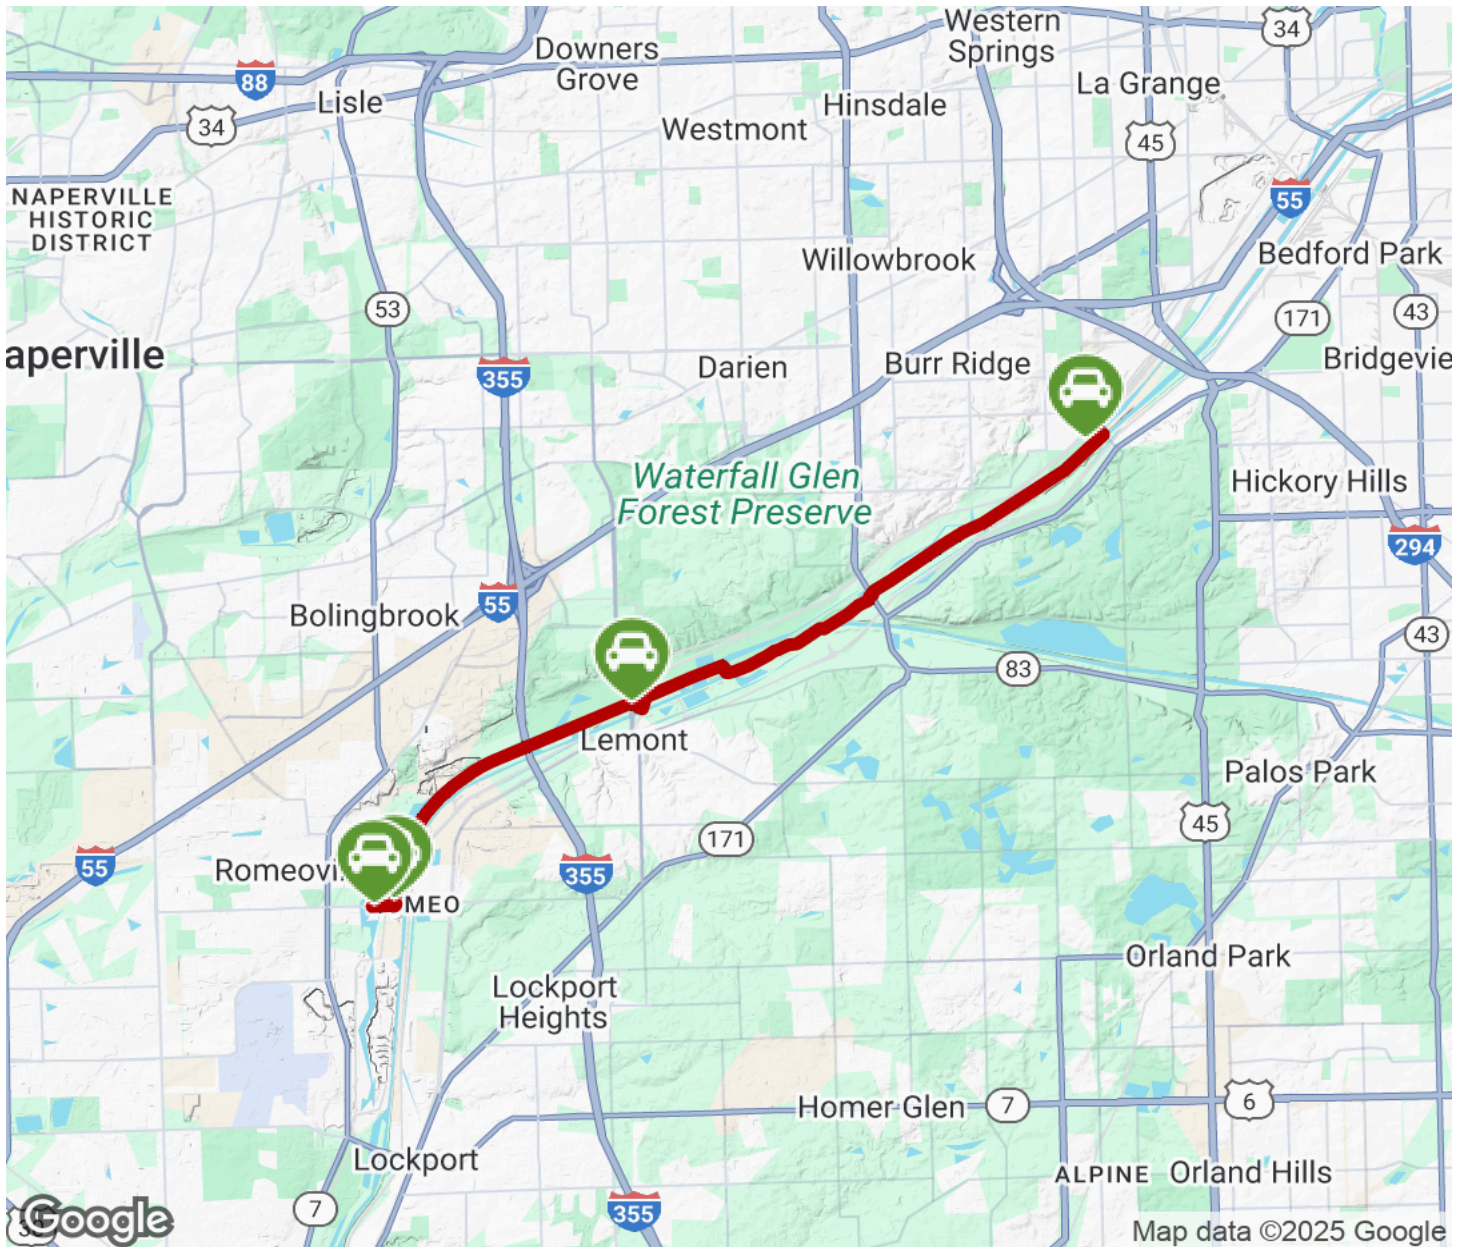 Western
Springs
34
Downers
Grove
88
Lisle
La Grange
Hinsdale
34
Westmont
45
NAPERVILLE
HISTORIC
DISTRICT
55
Willowbrook
Bedford Park
53
171
43
aperville
355
Darien
Burr Ridge
Bridgevie
Waterfall Glen
Forest Preserve
Hickory Hills
294
55
Bolingbrook
43
83
Lemont
Palos Park
45
171
55
355
MEO
Orland Park
Lockport
Heights
Homer Glen
7
6
Lockport
ALPINE
Orland Hills
7
355
Google
Map data ©2025 Google